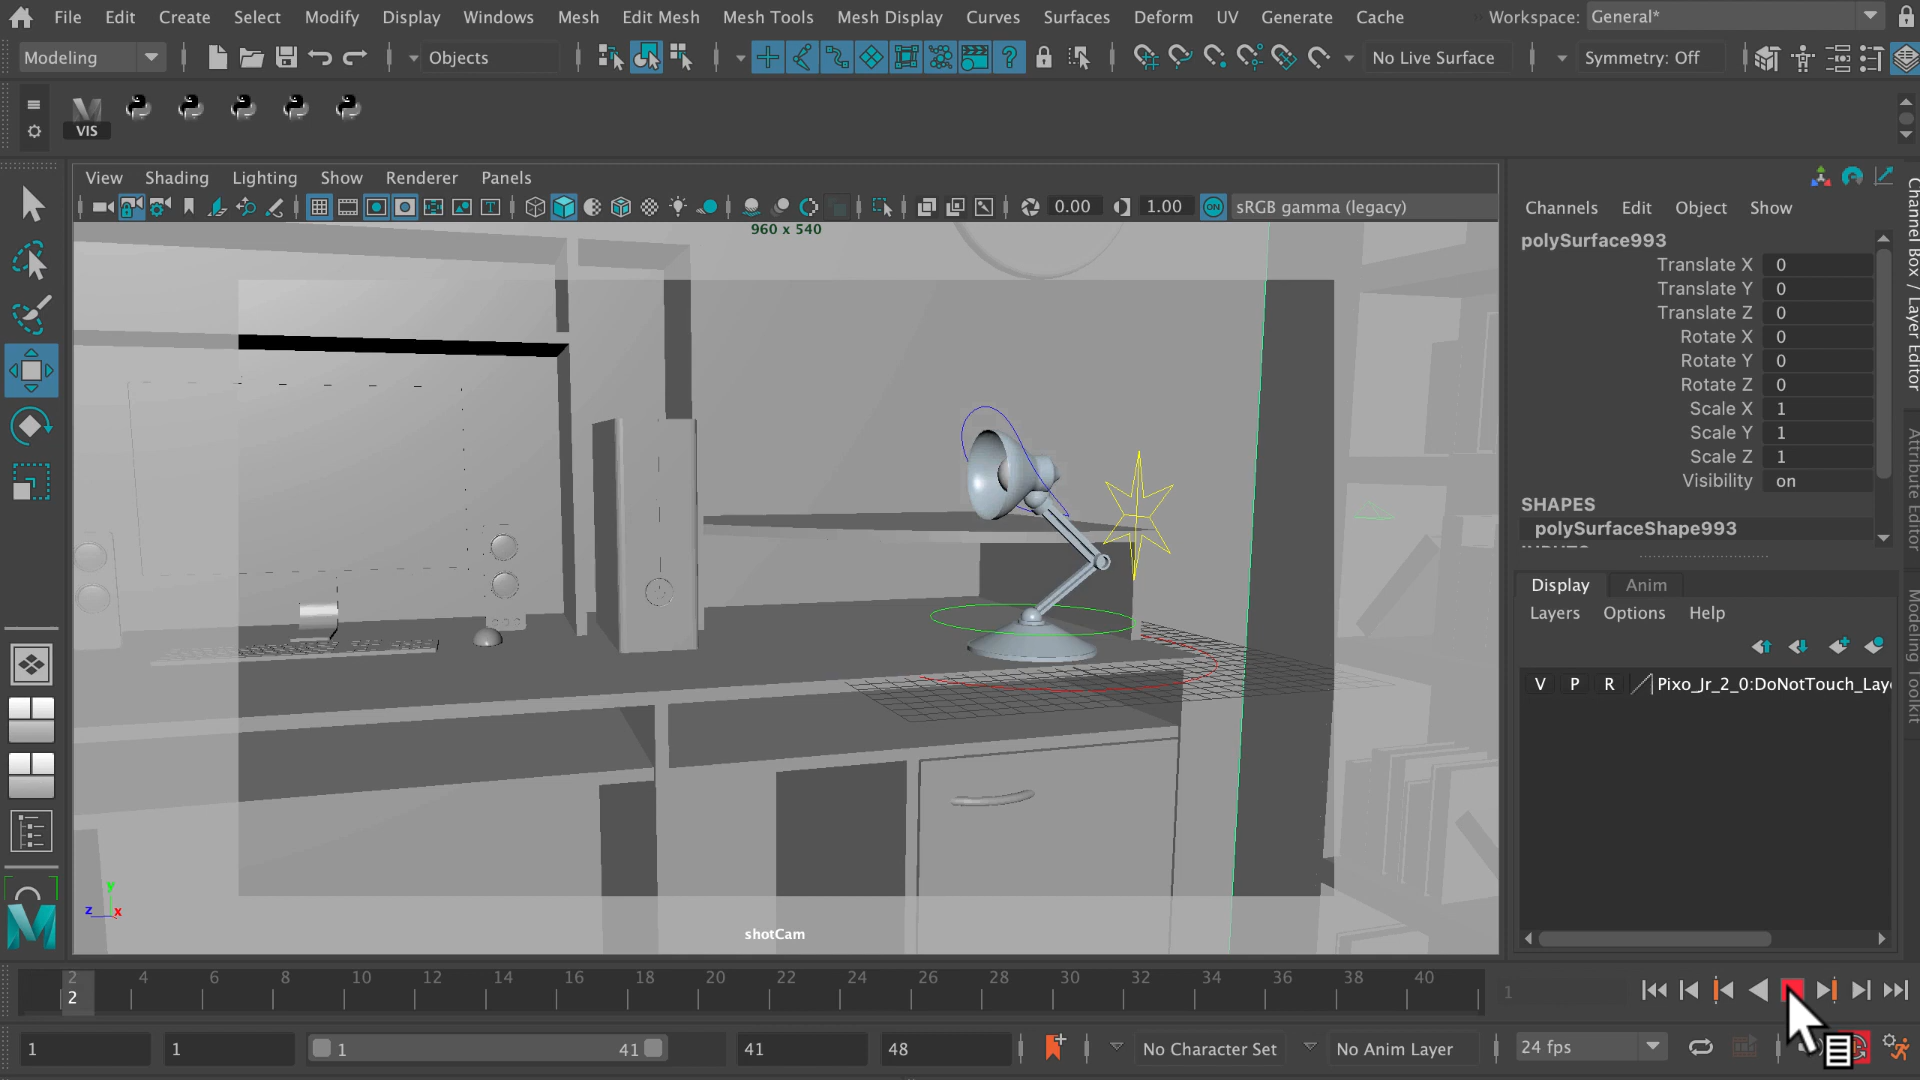 File Edit Create Select Modify Display Windows Mesh Edit Mesh Mesh Tools Mesh Display Curves Surfaces Deform UV Generate Cache Workspace: General*
Modeling Objects No Live Surface Symmetry: Off
VIS
View Shading Lighting Show Renderer Panels
0.00 1.00 ON sRGB gamma (legacy)
960 x 540
shotCam
y
z x
Channels Edit Object Show
polySurface993
Translate X 0
Translate Y 0
Translate Z 0
Rotate X 0
Rotate Y 0
Rotate Z 0
Scale X 1
Scale Y 1
Scale Z 1
Visibility on
SHAPES
polySurfaceShape993
Display Anim
Layers Options Help
V P R Pixo_Jr_2_0:DoNotTouch_Lay
Channel Box / Layer Editor
Attribute Editor
Modeling Toolkit
2 4 6 8 10 12 14 16 18 20 22 24 26 28 30 32 34 36 38 40
2
1
1 1 1 41 41 48 No Character Set No Anim Layer 24 fps